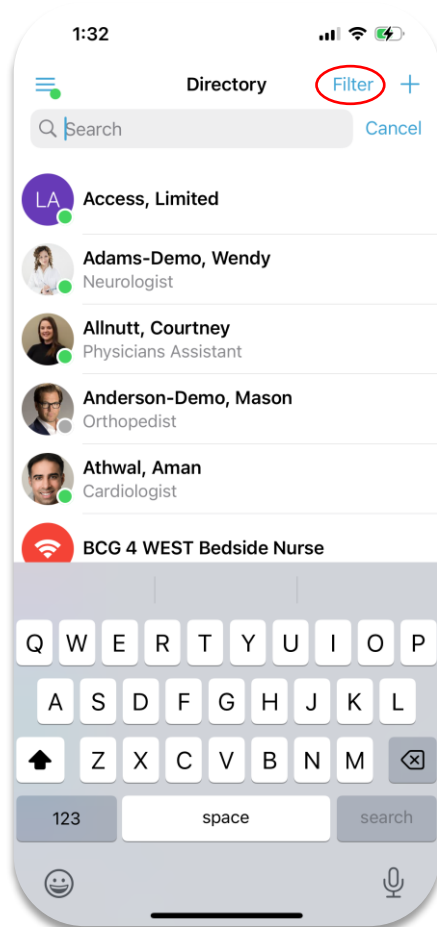 1:32
Directory Filter +
Search Cancel
LA Access, Limited
Adams-Demo, Wendy
Neurologist
Allnutt, Courtney
Physicians Assistant
Anderson-Demo, Mason
Orthopedist
Athwal, Aman
Cardiologist
BCG 4 WEST Bedside Nurse
Q W E R T Y U I O P
A S D F G H J K L
Z X C V B N M
123 space search